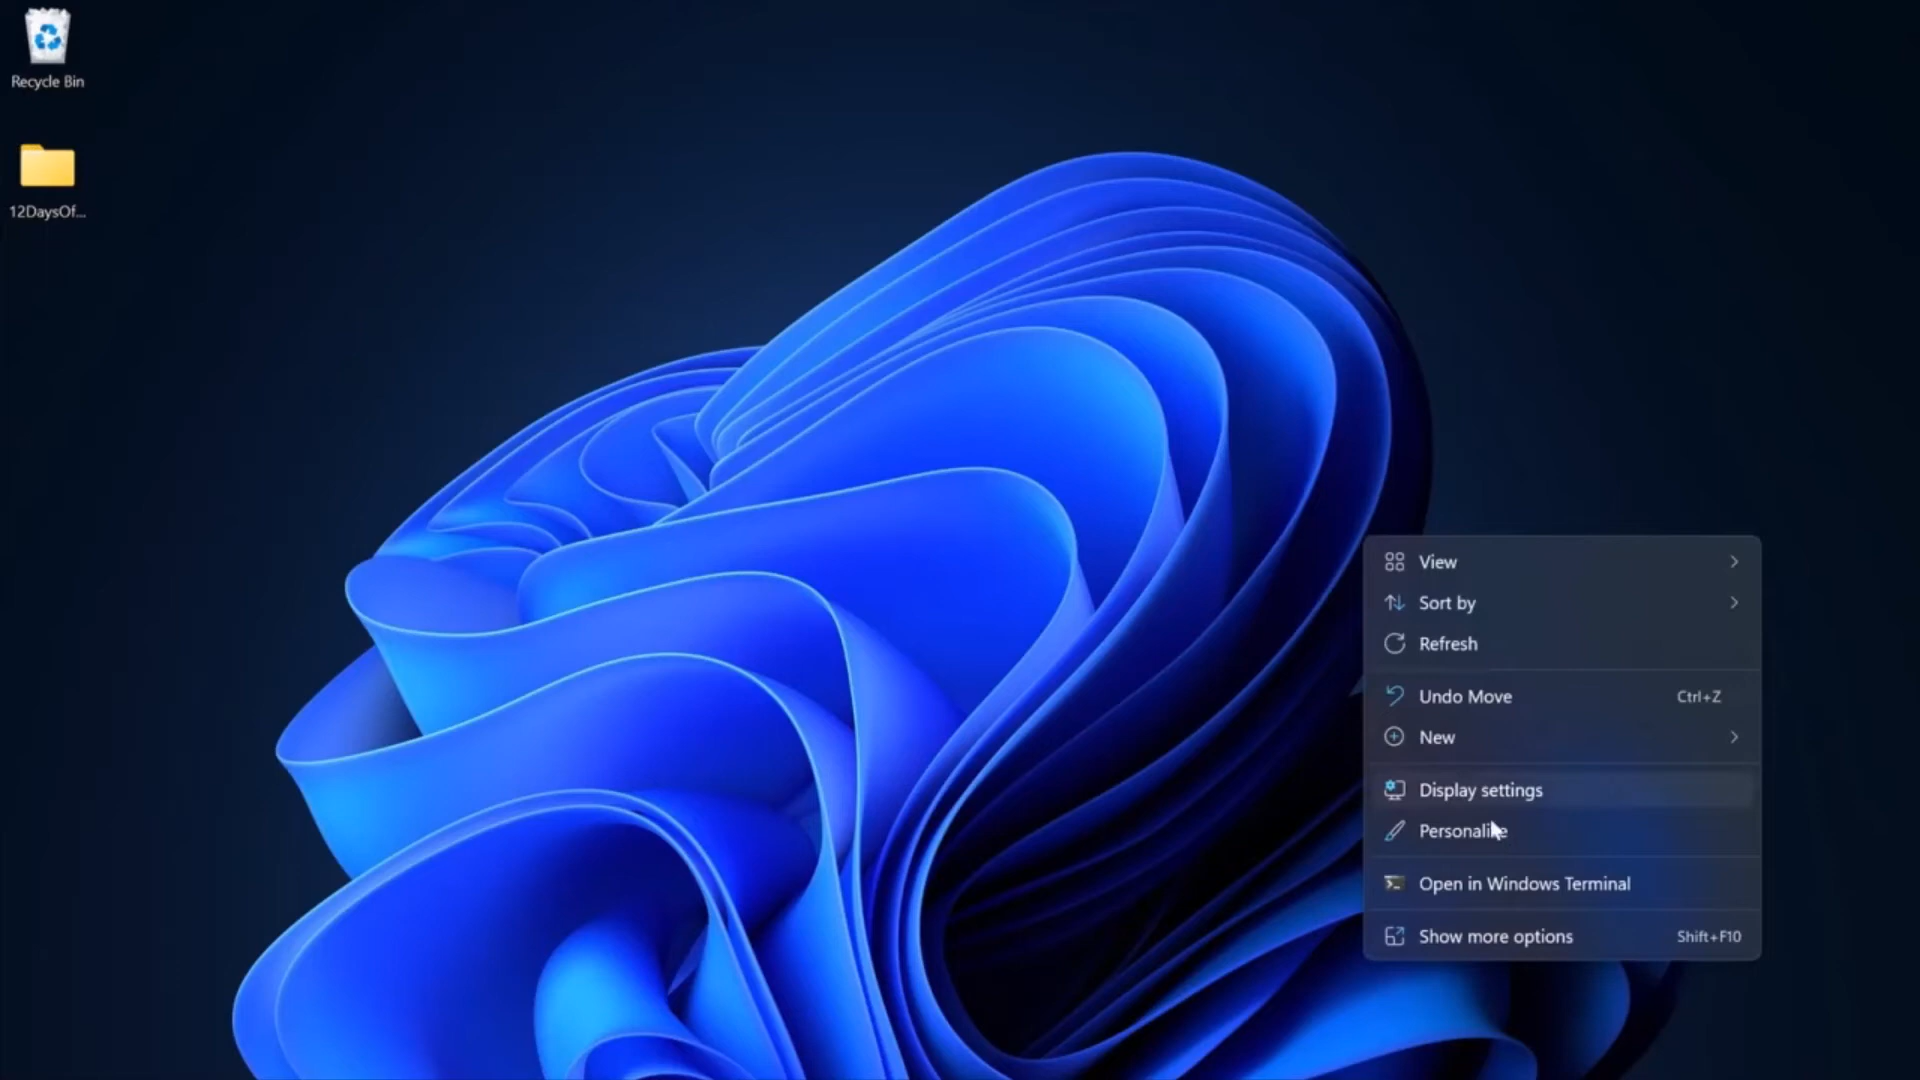 Recycle Bin
12DaysOf...
View
Sort by
Refresh
Undo Move Ctrl+Z
New
Display settings
Personalize
Open in Windows Terminal
Show more options Shift+F10